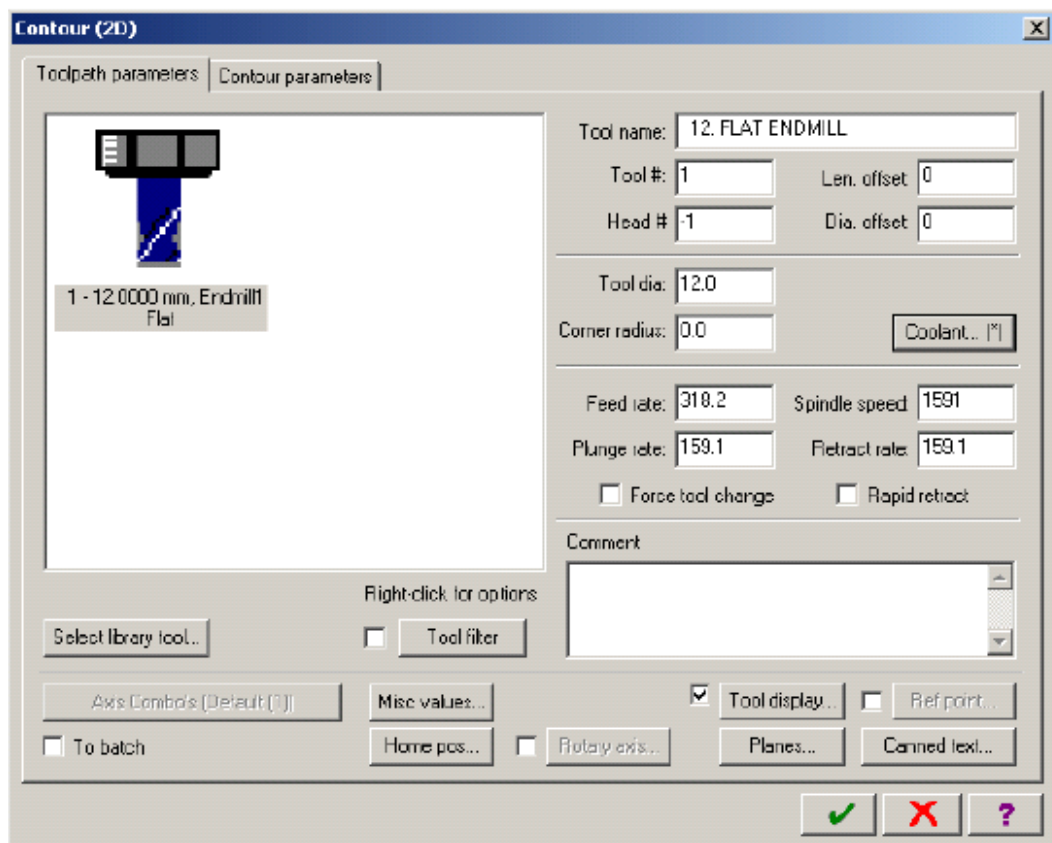 Contour (2D)
Toolpath parameters
Contour parameters
Tool name: 12. FLAT ENDMILL
Tool #: 1 Len. offset 0
Head # -1 Dia. offset 0
1 - 12.0000 mm, Endmill1
Flat
Tool dia: 12.0
Corner radius: 0.0 Coolant... (*)
Feed rate: 318.2 Spindle speed: 1591
Plunge rate: 159.1 Retract rate: 159.1
Force tool change Rapid retract
Comment
Right-click for options
Select library tool... Tool filter
Axis Combo's (Default (1)) Misc values... Tool display... Ref point...
To batch Home pos... Rotary axis... Planes... Canned text...
?